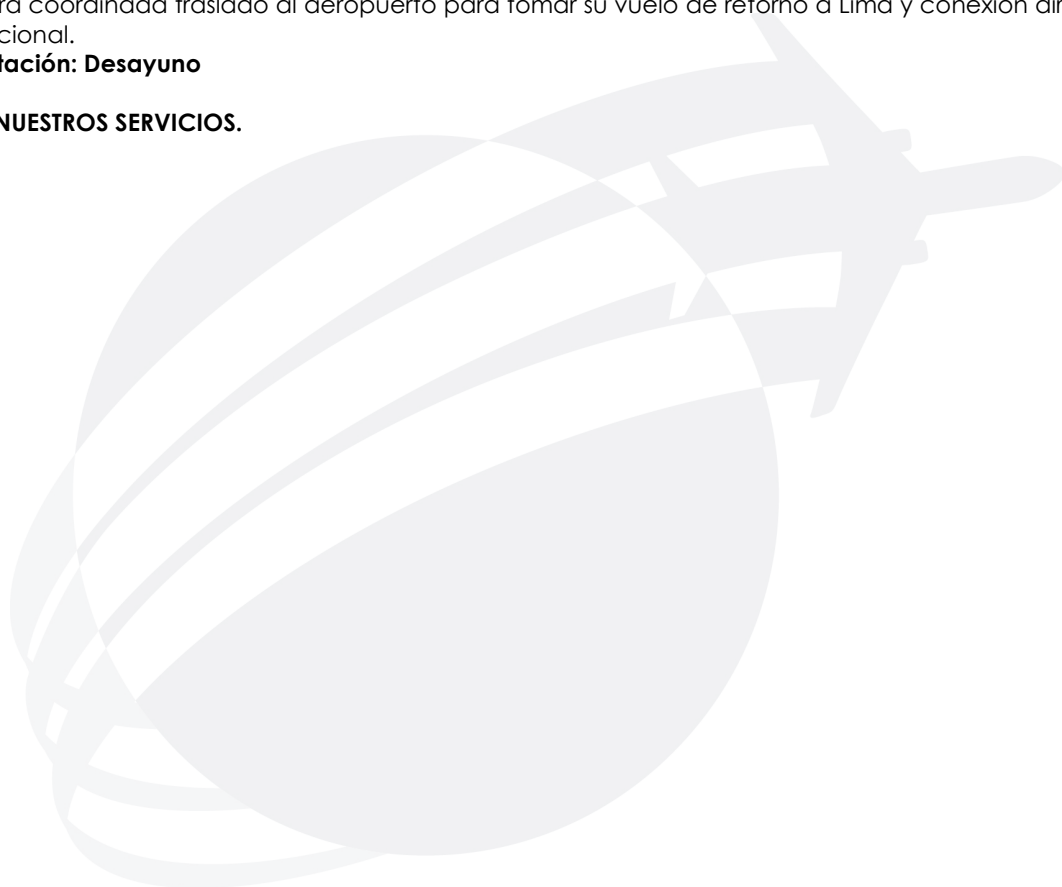 ra coordinada traslado al aeropuerto para tomar su vuelo de retorno a Lima y conexión
cional.
tación: Desayuno
NUESTROS SERVICIOS.